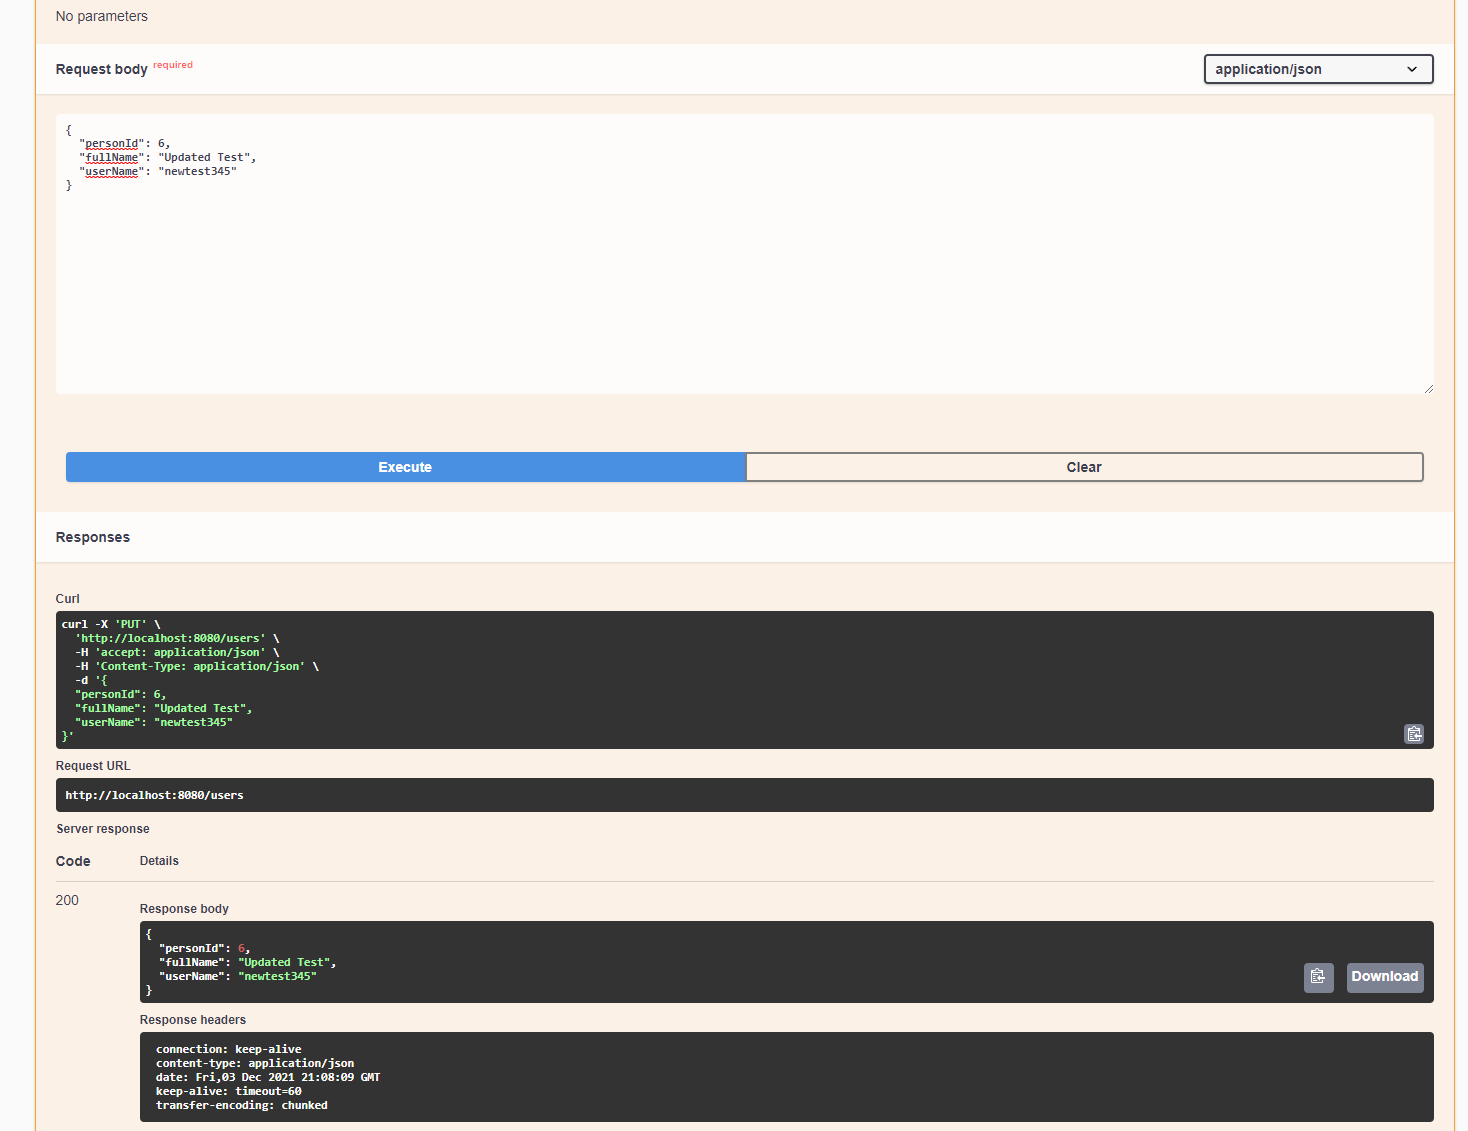 No parameters
Request body required
application/json
{
  "personId": 6,
  "fullName": "Updated Test",
  "userName": "newtest345"
}
Execute
Clear
Responses
Curl
curl -X 'PUT' \
  'http://localhost:8080/users' \
  -H 'accept: application/json' \
  -H 'Content-Type: application/json' \
  -d '{
  "personId": 6,
  "fullName": "Updated Test",
  "userName": "newtest345"
}'
Request URL
http://localhost:8080/users
Server response
Code Details
200
Response body
{
  "personId": 6,
  "fullName": "Updated Test",
  "userName": "newtest345"
}
Download
Response headers
connection: keep-alive
content-type: application/json
date: Fri,03 Dec 2021 21:08:09 GMT
keep-alive: timeout=60
transfer-encoding: chunked